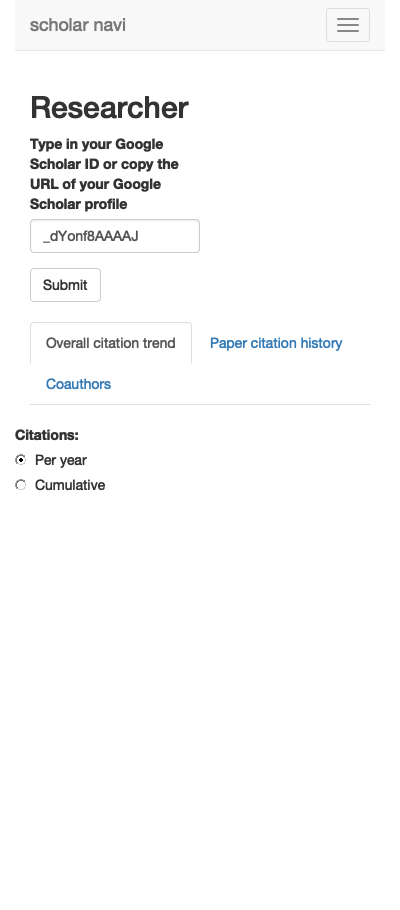 scholar navi
Researcher
Type in your Google
Scholar ID or copy the
URL of your Google
Scholar profile
_dYonf8AAAAJ
Submit
Overall citation trend
Paper citation history
Coauthors
Citations:
Per year
Cumulative